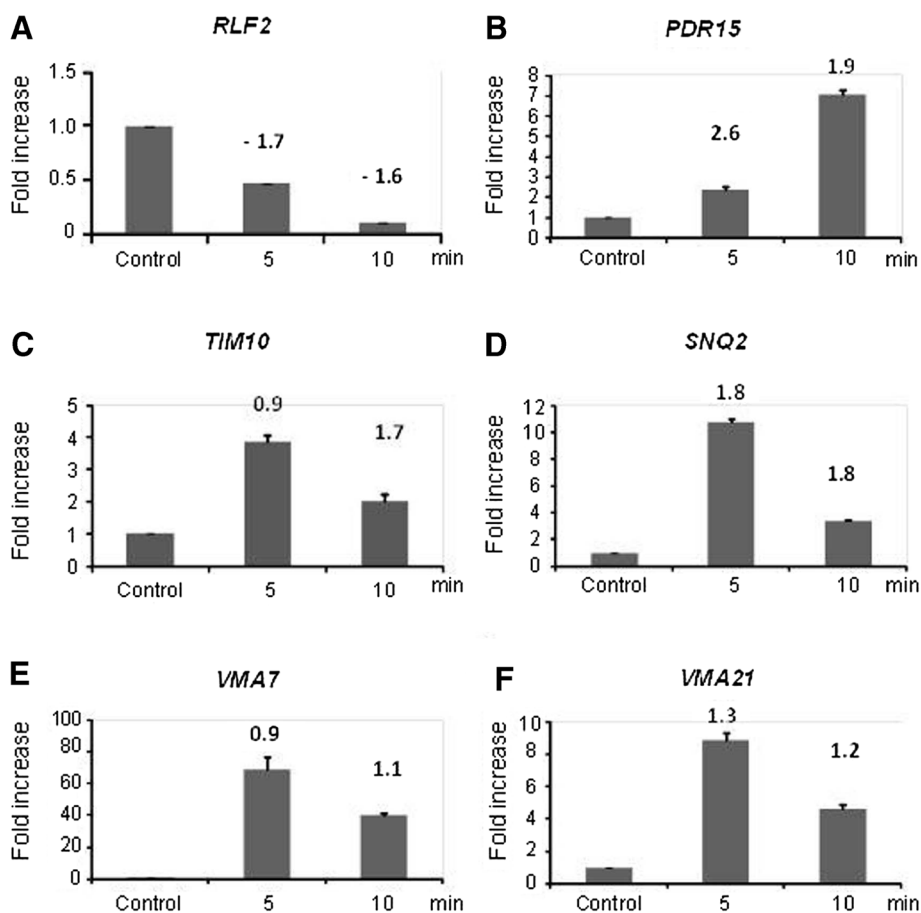 A
RLF2
Fold increase
1.5
1.0
0.5
0
- 1.7
- 1.6
Control 5 10 min
B
PDR15
Fold increase
8
7
6
5
4
3
2
1
0
2.6
1.9
Control 5 10 min
C
TIM10
Fold increase
5
4
3
2
1
0
0.9
1.7
Control 5 10 min
D
SNQ2
Fold increase
12
10
8
6
4
2
0
1.8
1.8
Control 5 10 min
E
VMA7
Fold increase
100
80
60
40
20
0
0.9
1.1
Control 5 10 min
F
VMA21
Fold increase
10
8
6
4
2
0
1.3
1.2
Control 5 10 min